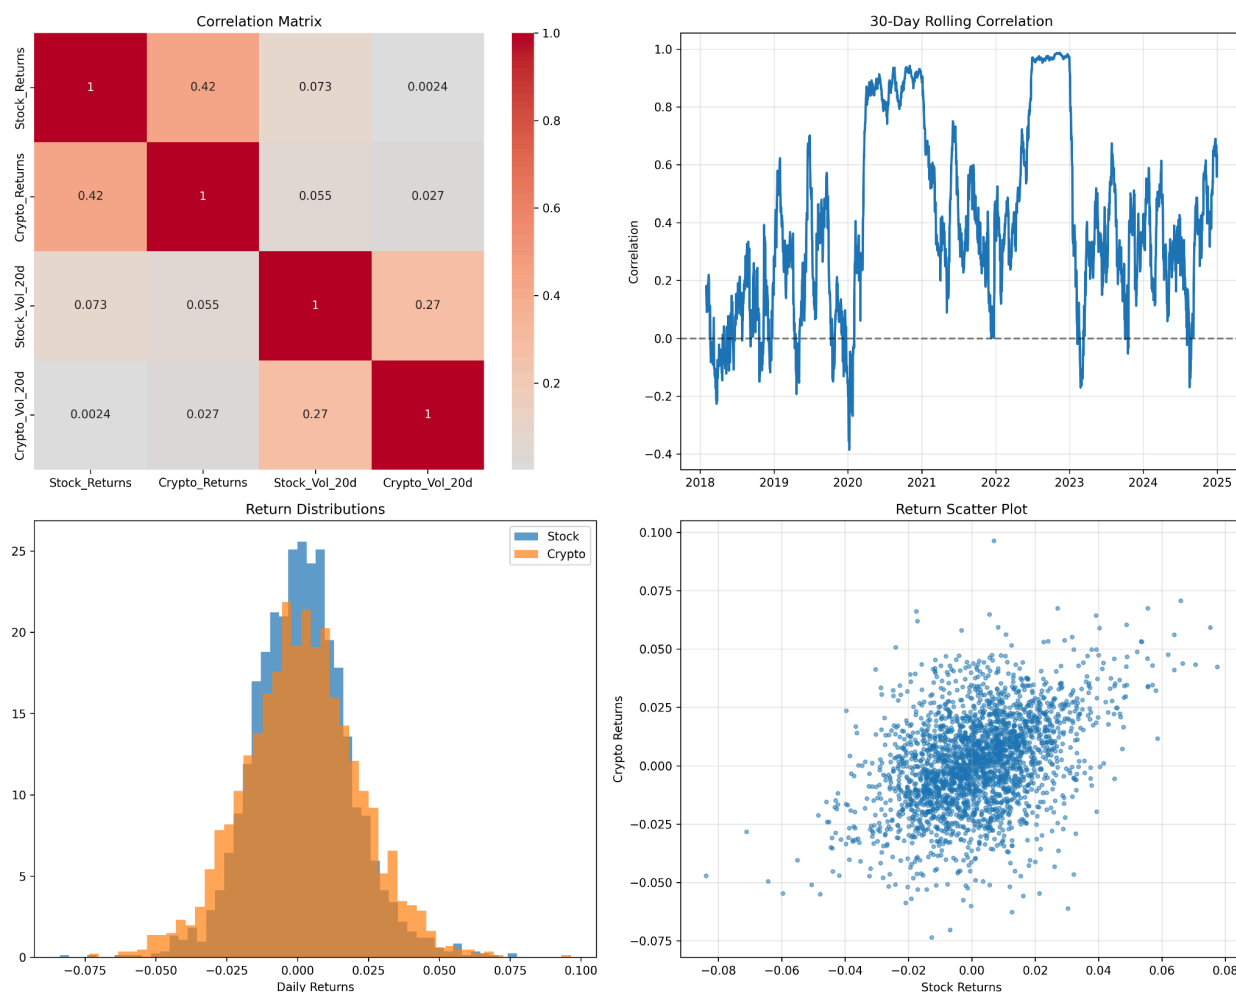 Correlation Matrix
Stock_Returns
Crypto_Returns
Stock_Vol_20d
Crypto_Vol_20d
1 0.42 0.073 0.0024
0.42 1 0.055 0.027
0.073 0.055 1 0.27
0.0024 0.027 0.27 1
Stock_Returns Crypto_Returns Stock_Vol_20d Crypto_Vol_20d
1.0
0.8
0.6
0.4
0.2
30-Day Rolling Correlation
Correlation
1.0
0.8
0.6
0.4
0.2
0.0
−0.2
−0.4
2018 2019 2020 2021 2022 2023 2024 2025
Return Distributions
Stock
Crypto
25
20
15
10
5
0
−0.075 −0.050 −0.025 0.000 0.025 0.050 0.075 0.100
Daily Returns
Return Scatter Plot
Crypto Returns
0.100
0.075
0.050
0.025
0.000
−0.025
−0.050
−0.075
−0.08 −0.06 −0.04 −0.02 0.00 0.02 0.04 0.06 0.08
Stock Returns